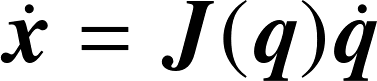 ẋ = J(q)q̇